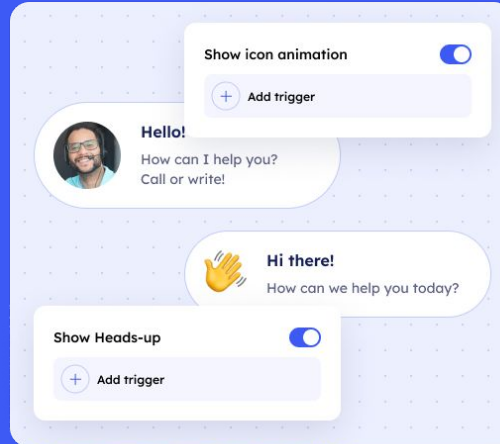 Show icon animation
Add trigger
Hello!
How can I help you?
Call or write!
Hi there!
How can we help you today?
Show Heads-up
Add trigger